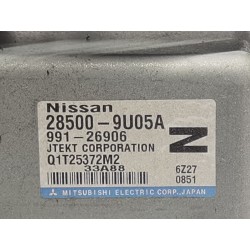 Nissan
28500-9U05A
991-26906
N
JTEKT CORPORATION
Q1T25372M2
33A88
6Z27
0851
MITSUBISHI ELECTRIC CORP.JAPAN